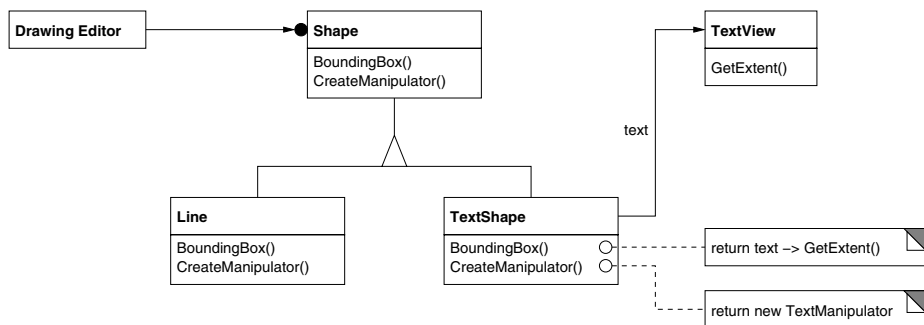 Drawing Editor
Shape
BoundingBox()
CreateManipulator()
TextView
GetExtent()
text
Line
BoundingBox()
CreateManipulator()
TextShape
BoundingBox()
CreateManipulator()
return text –> GetExtent()
return new TextManipulator